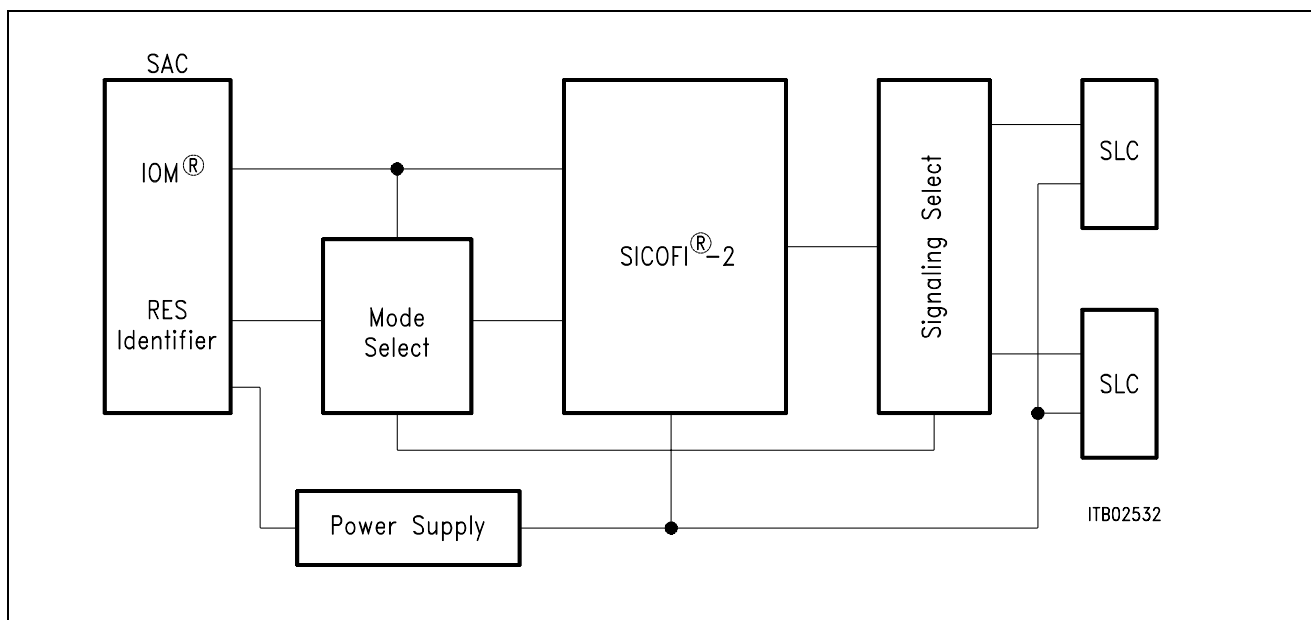 SAC
IOM®
RES
Identifier
Mode
Select
SICOFI®-2
Signaling Select
SLC
SLC
Power Supply
ITB02532